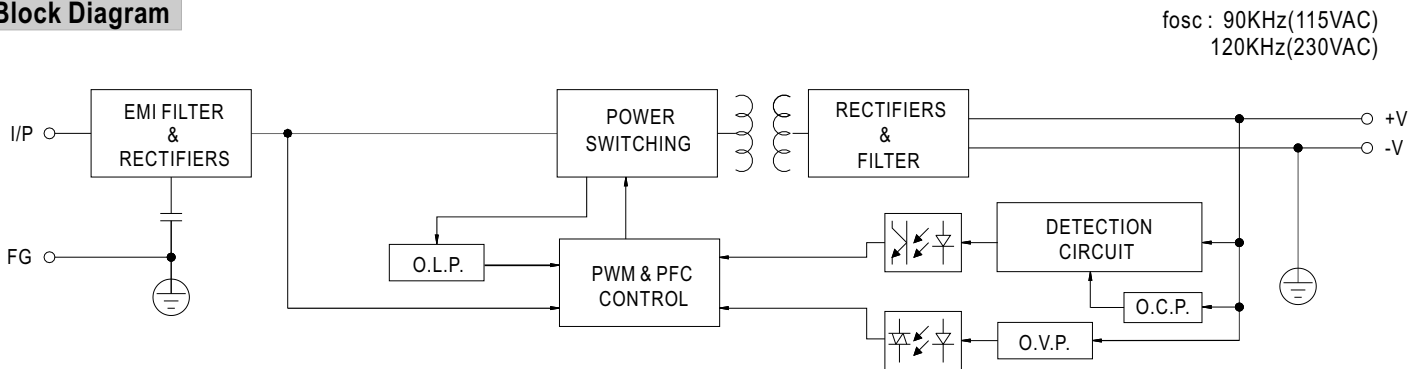 Block Diagram
fosc : 90KHz(115VAC)
120KHz(230VAC)
I/P
EMI FILTER
&
RECTIFIERS
POWER
SWITCHING
RECTIFIERS
&
FILTER
+V
-V
FG
O.L.P.
PWM & PFC
CONTROL
DETECTION
CIRCUIT
O.C.P.
O.V.P.